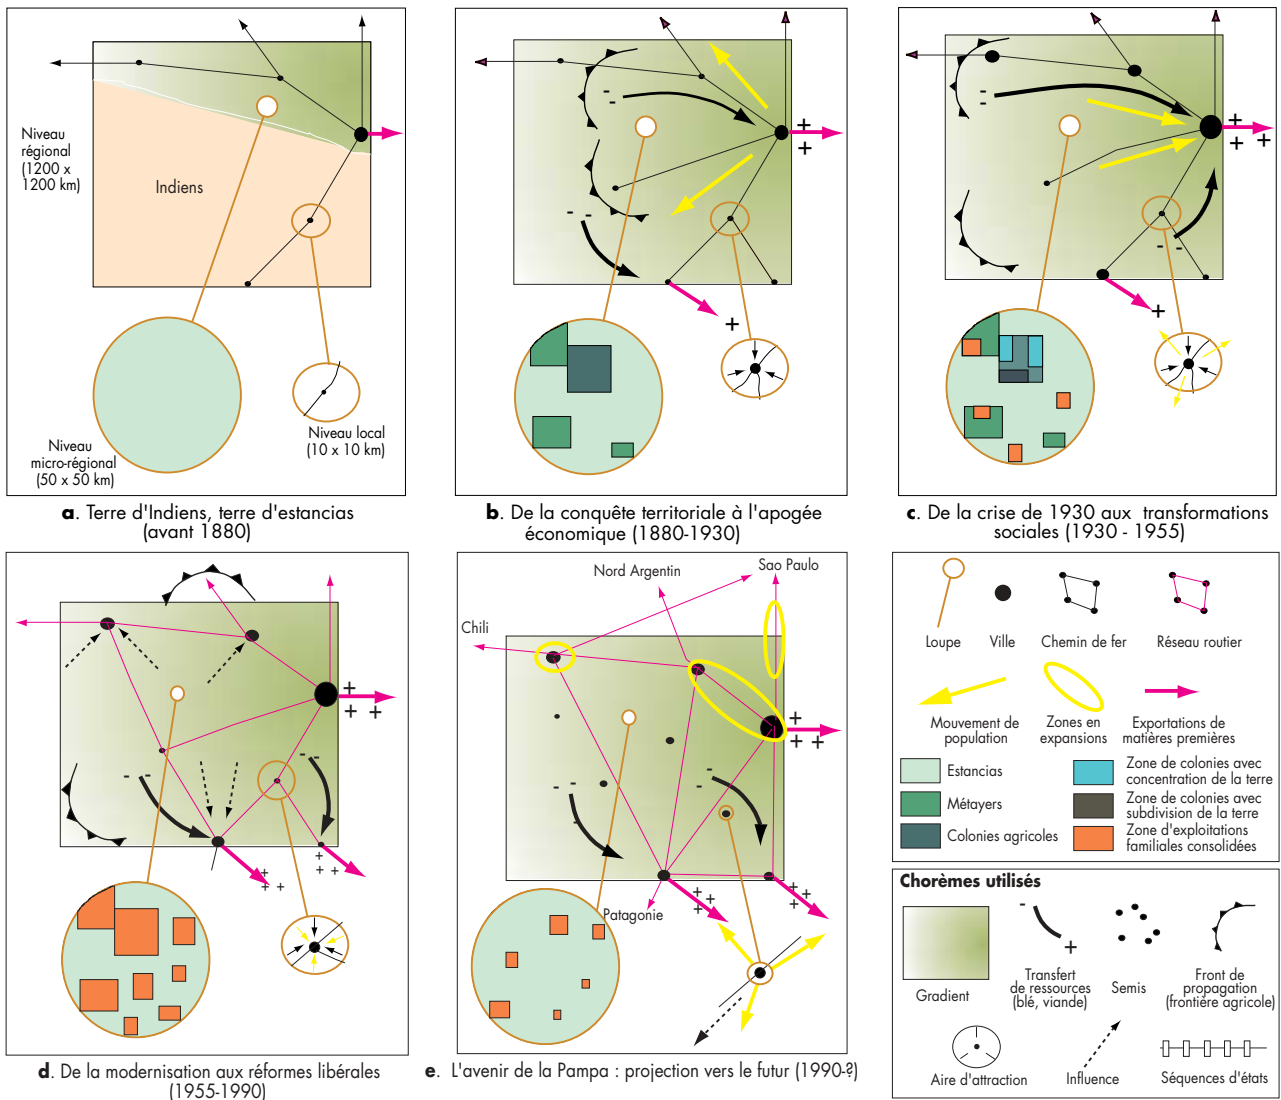 Niveau
régional
(1200 x
1200 km)
Indiens
Niveau
micro-régional
(50 x 50 km)
Niveau local
(10 x 10 km)
a. Terre d'Indiens, terre d'estancias
(avant 1880)
- -
+
+
- -
+
b. De la conquête territoriale à l'apogée
économique (1880-1930)
- -
+
+ +
- -
+
c. De la crise de 1930 aux transformations
sociales (1930 - 1955)
+
+ +
- -
- -
+
+ +
+
+ +
d. De la modernisation aux réformes libérales
(1955-1990)
Nord Argentin
Sao Paulo
Chili
+
+ +
- -
- -
+
+ +
+
+ +
Patagonie
e. L'avenir de la Pampa : projection vers le futur (1990-?)
Loupe
Ville
Chemin de fer
Réseau routier
Mouvement de
population
Zones en
expansions
Exportations de
matières premières
Estancias
Métayers
Colonies agricoles
Zone de colonies avec
concentration de la terre
Zone de colonies avec
subdivision de la terre
Zone d'exploitations
familiales consolidées
Chorèmes utilisés
Gradient
-
+
Transfert
de ressources
(blé, viande)
Semis
Front de
propagation
(frontière agricole)
Aire d'attraction
Influence
Séquences d'états